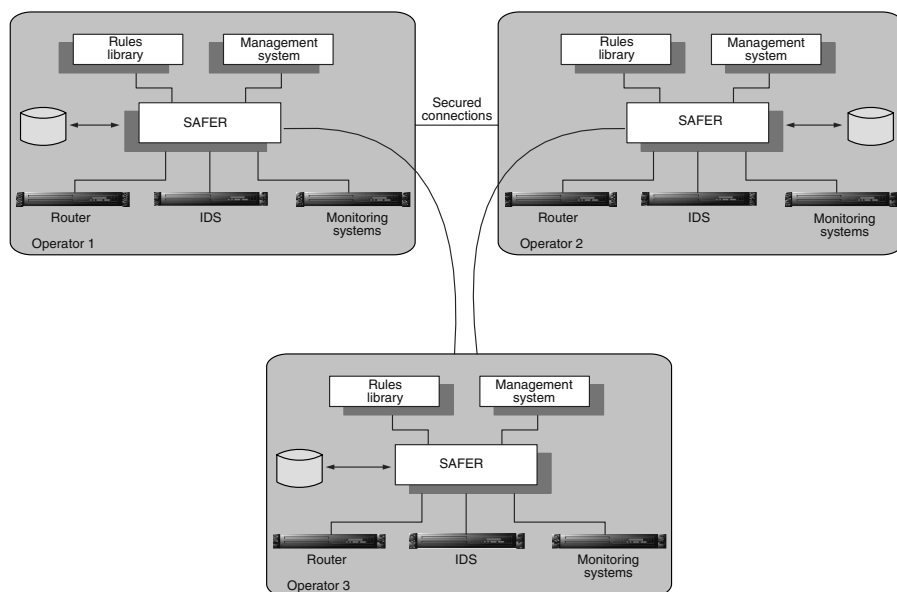 Rules
library
Management
system
SAFER
Router
IDS
Monitoring
systems
Operator 1
Secured
connections
Rules
library
Management
system
SAFER
Router
IDS
Monitoring
systems
Operator 2
Rules
library
Management
system
SAFER
Router
IDS
Monitoring
systems
Operator 3